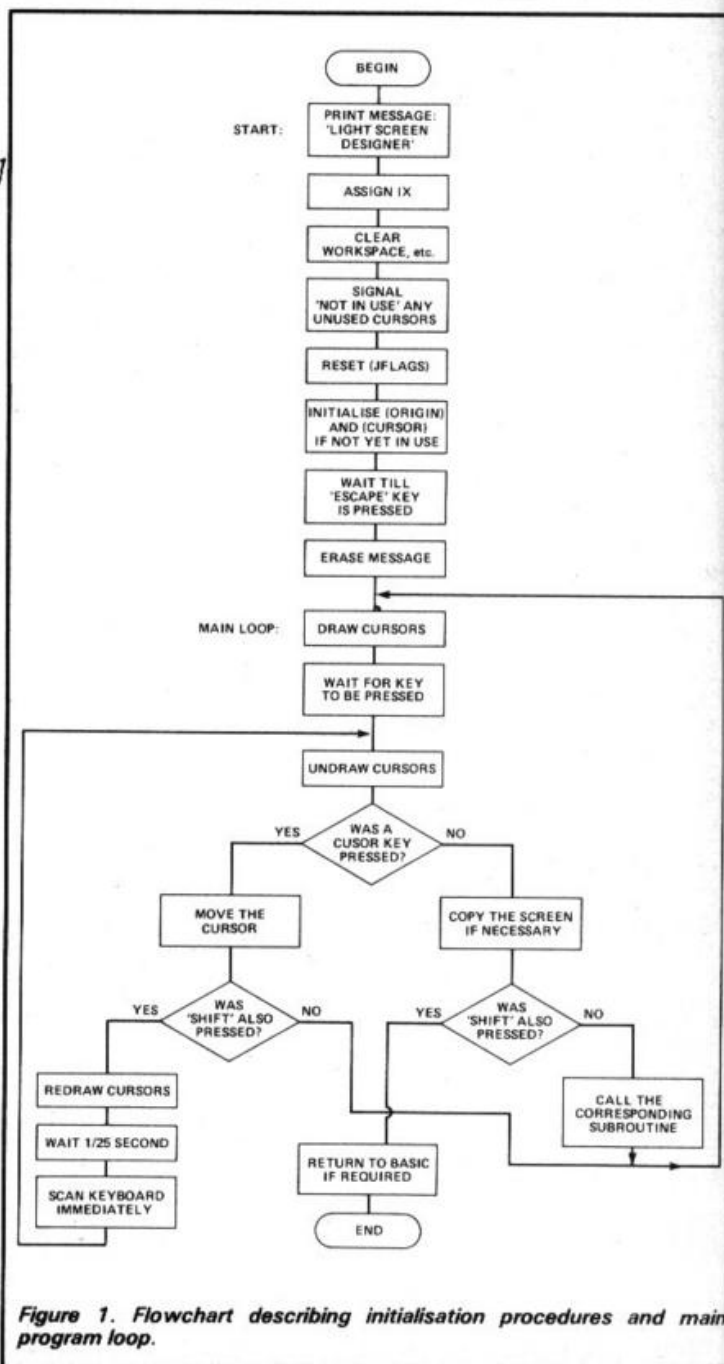 BEGIN
START:
PRINT MESSAGE:
'LIGHT SCREEN
DESIGNER'
ASSIGN IX
CLEAR
WORKSPACE, etc.
SIGNAL
'NOT IN USE' ANY
UNUSED CURSORS
RESET (JFLAGS)
INITIALISE (ORIGIN)
AND (CURSOR)
IF NOT YET IN USE
WAIT TILL
'ESCAPE' KEY
IS PRESSED
ERASE MESSAGE
MAIN LOOP:
DRAW CURSORS
WAIT FOR KEY
TO BE PRESSED
UNDRAW CURSORS
YES
WAS A
CUSOR KEY
PRESSED?
NO
MOVE THE
CURSOR
COPY THE SCREEN
IF NECESSARY
YES
WAS
'SHIFT' ALSO
PRESSED?
NO
YES
WAS
'SHIFT' ALSO
PRESSED?
NO
REDRAW CURSORS
WAIT 1/25 SECOND
SCAN KEYBOARD
IMMEDIATELY
CALL THE
CORRESPONDING
SUBROUTINE
RETURN TO BASIC
IF REQUIRED
END
Figure 1. Flowchart describing initialisation procedures and main
program loop.